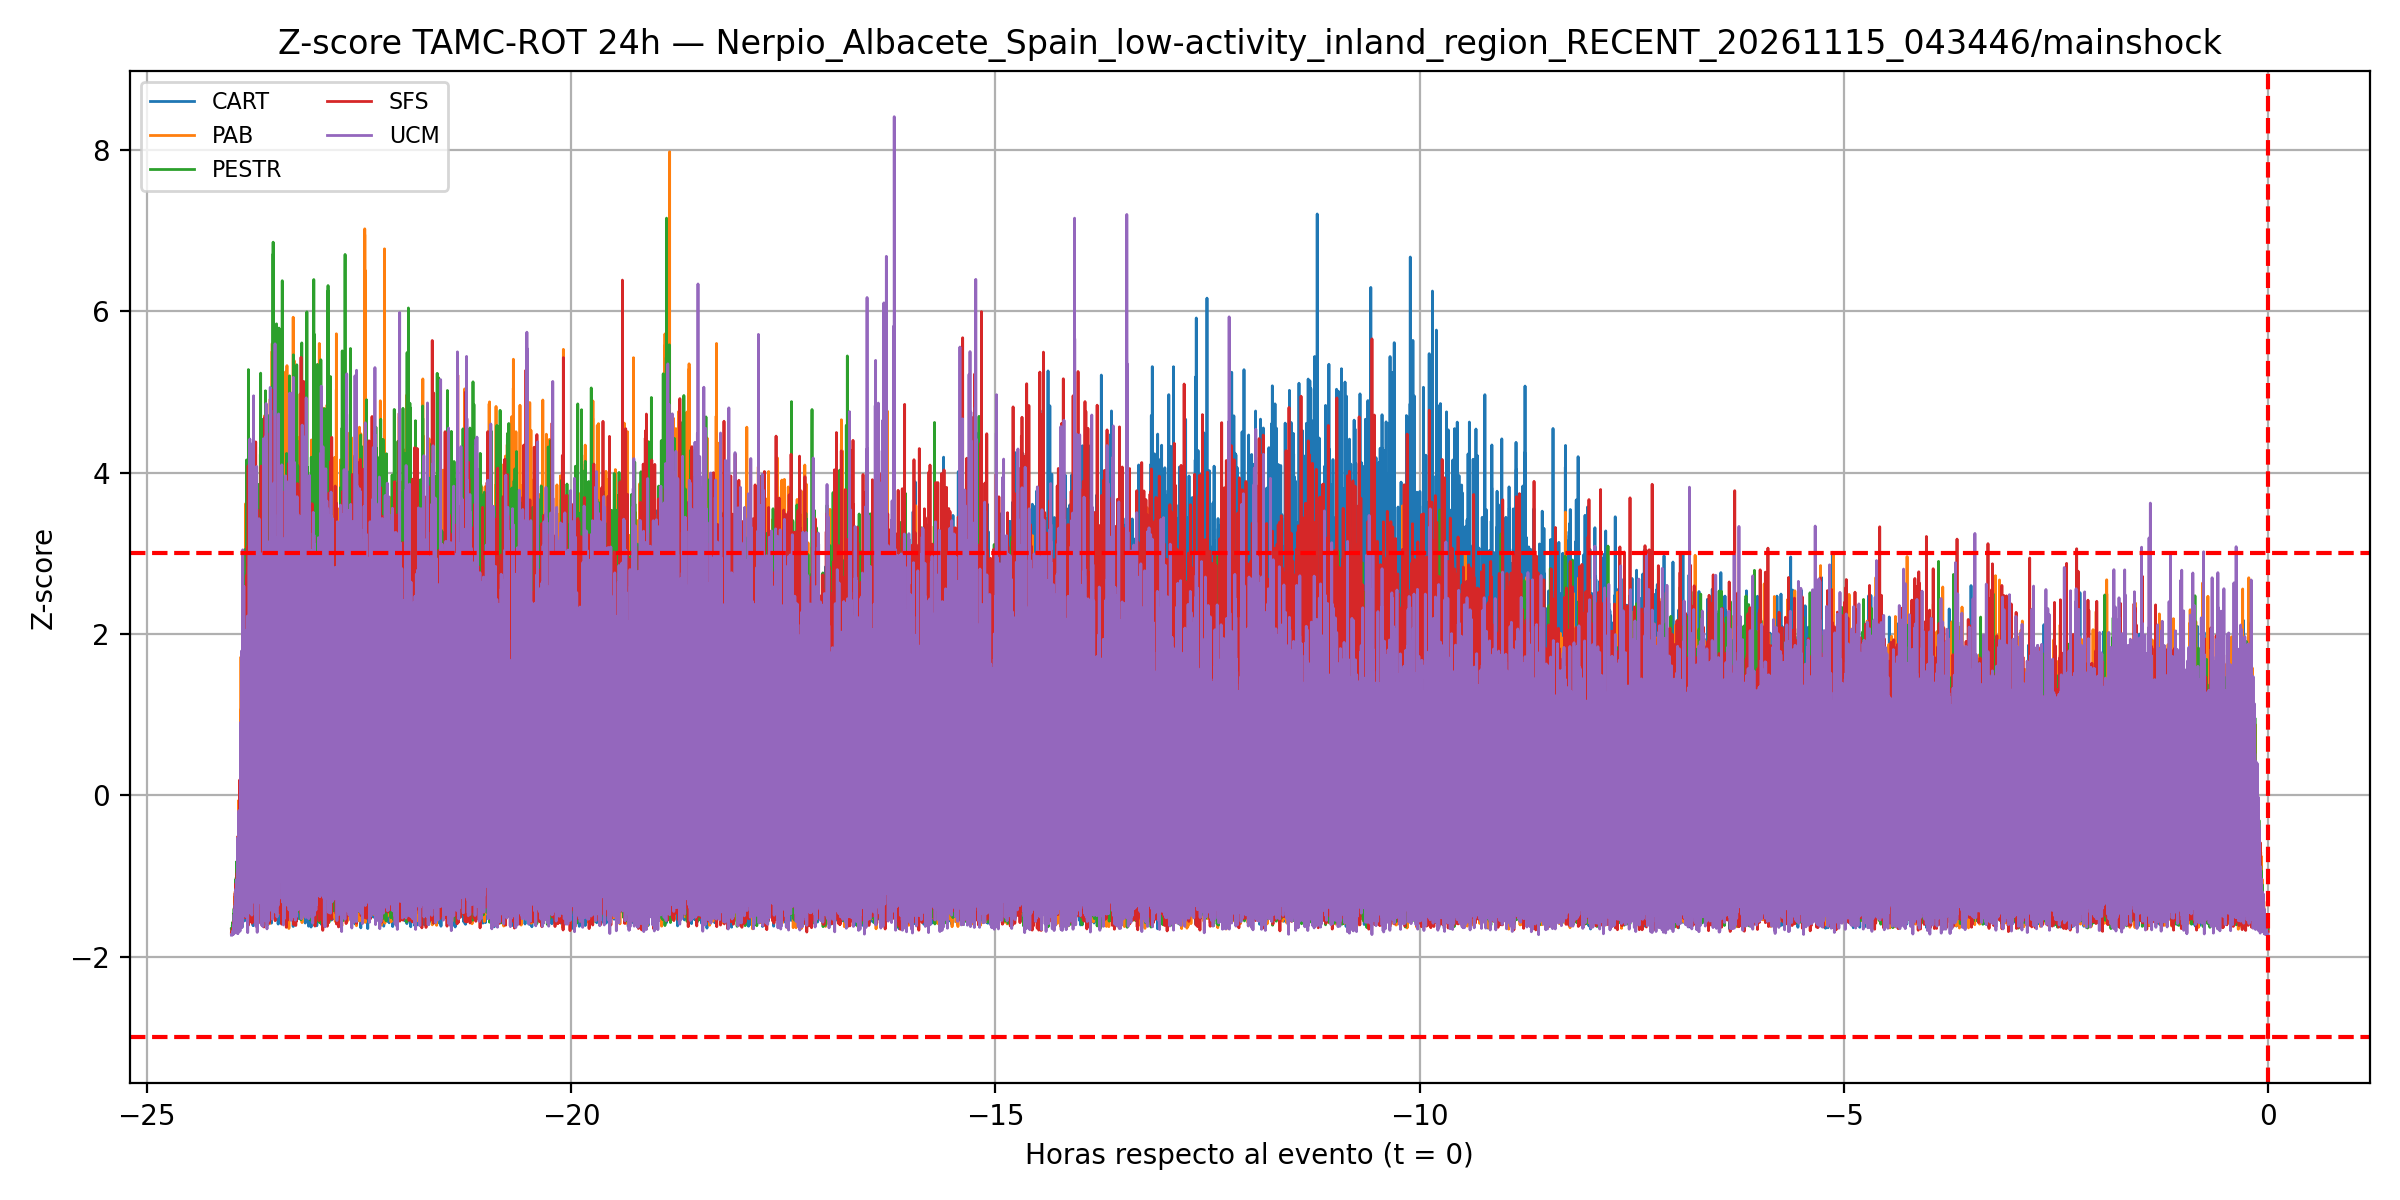 Z-score TAMC-ROT 24h — Nerpio_Albacete_Spain_low-activity_inland_region_RECENT_20261115_043446/mainshock
CART
PAB
PESTR
SFS
UCM
Z-score
8
6
4
2
0
−2
−25
−20
−15
−10
−5
0
Horas respecto al evento (t = 0)